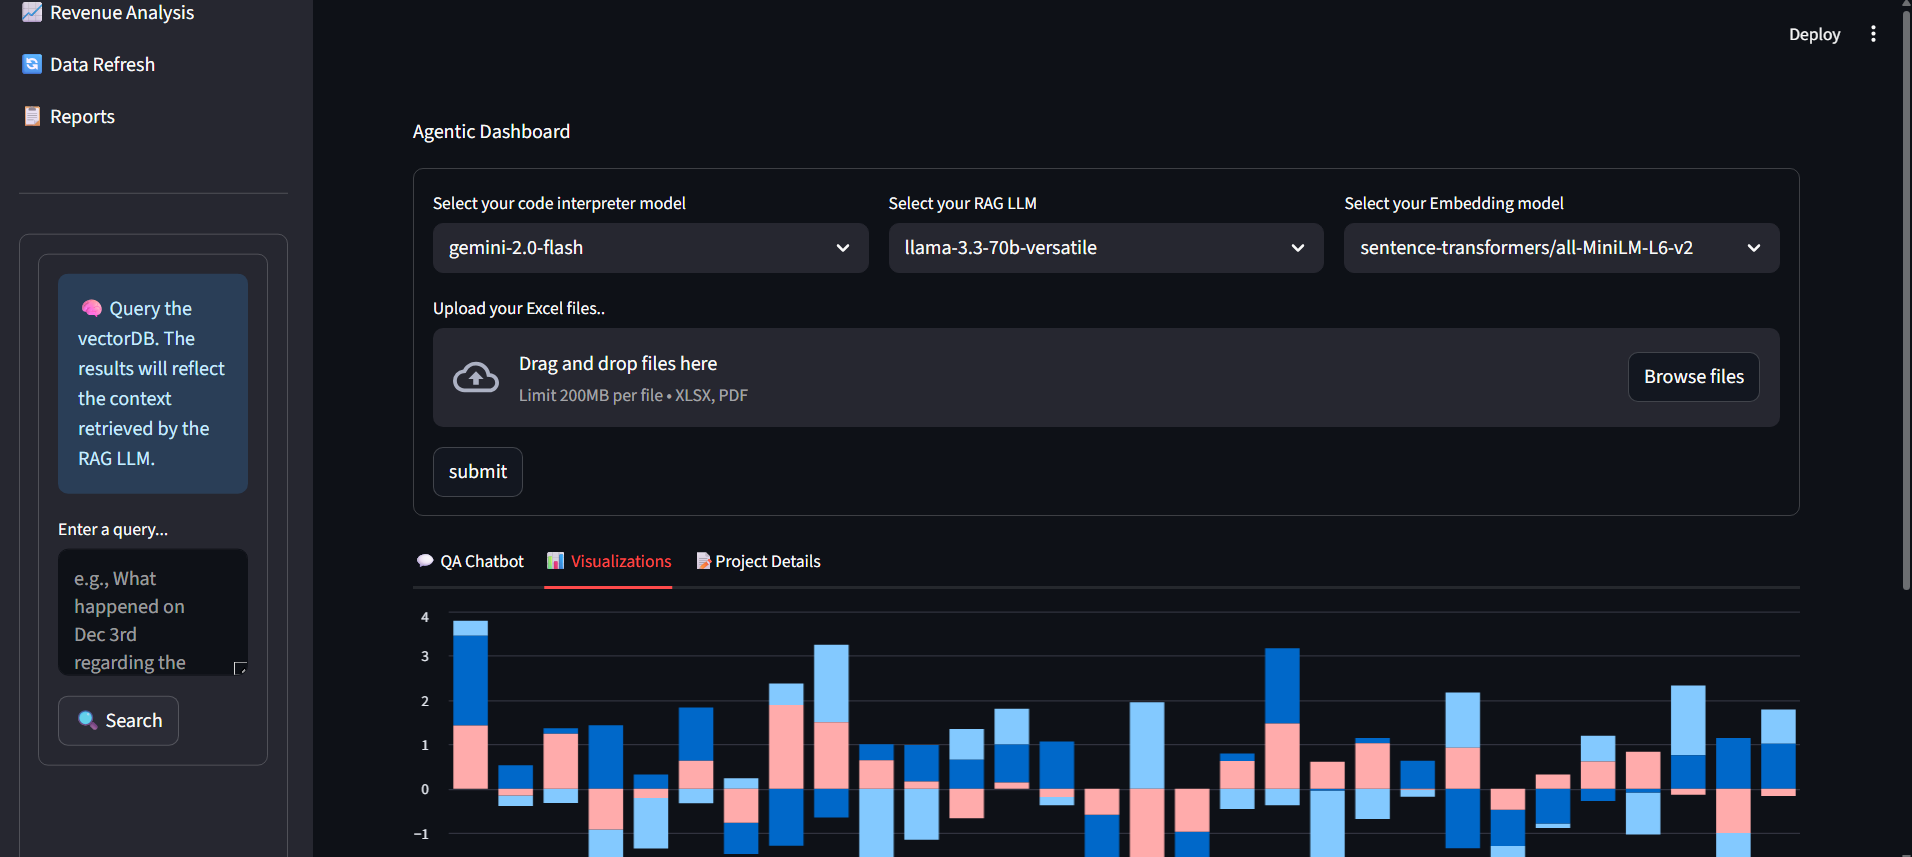 Revenue Analysis
Data Refresh
Reports
Query the
vectorDB. The
results will reflect
the context
retrieved by the
RAG LLM.
Enter a query...
e.g., What
happened on
Dec 3rd
regarding the
Search
Deploy
Agentic Dashboard
Select your code interpreter model
gemini-2.0-flash
Select your RAG LLM
llama-3.3-70b-versatile
Select your Embedding model
sentence-transformers/all-MiniLM-L6-v2
Upload your Excel files..
Drag and drop files here
Limit 200MB per file • XLSX, PDF
Browse files
submit
QA Chatbot
Visualizations
Project Details
4
3
2
1
0
−1